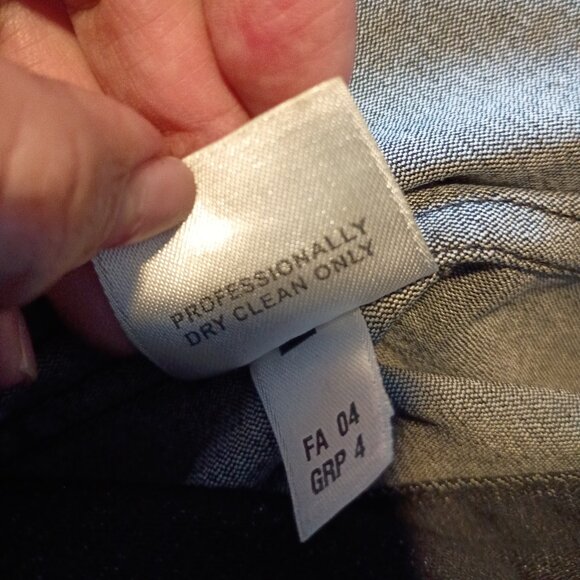 PROFESSIONALLY
DRY CLEAN ONLY
FA 04
GRP 4